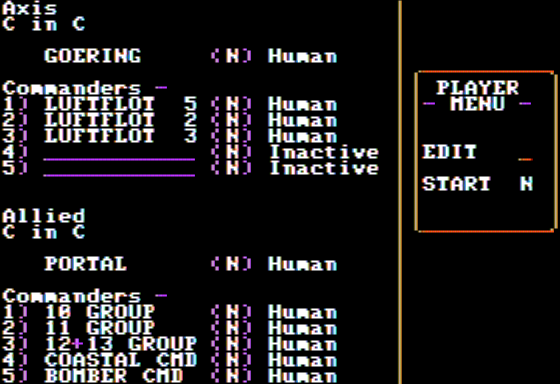 Axis
C in C
GOERING (N) Human
Commanders -
1) LUFTFLOT 5 (N) Human
2) LUFTFLOT 2 (N) Human
3) LUFTFLOT 3 (N) Human
4) __________ (N) Inactive
5) __________ (N) Inactive
Allied
C in C
PORTAL (N) Human
Commanders -
1) 10 GROUP (N) Human
2) 11 GROUP (N) Human
3) 12+13 GROUP (N) Human
4) COASTAL CMD (N) Human
5) BOMBER CMD (N) Human
PLAYER
- MENU -
EDIT _
START N